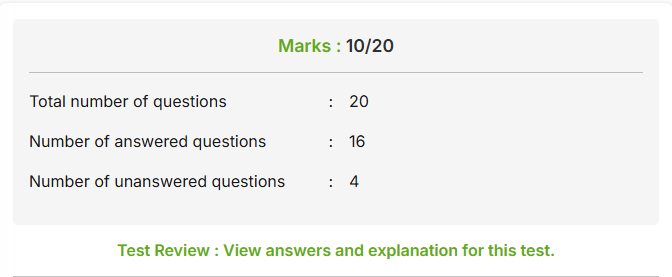 Marks : 10/20
Total number of questions : 20
Number of answered questions : 16
Number of unanswered questions : 4
Test Review : View answers and explanation for this test.